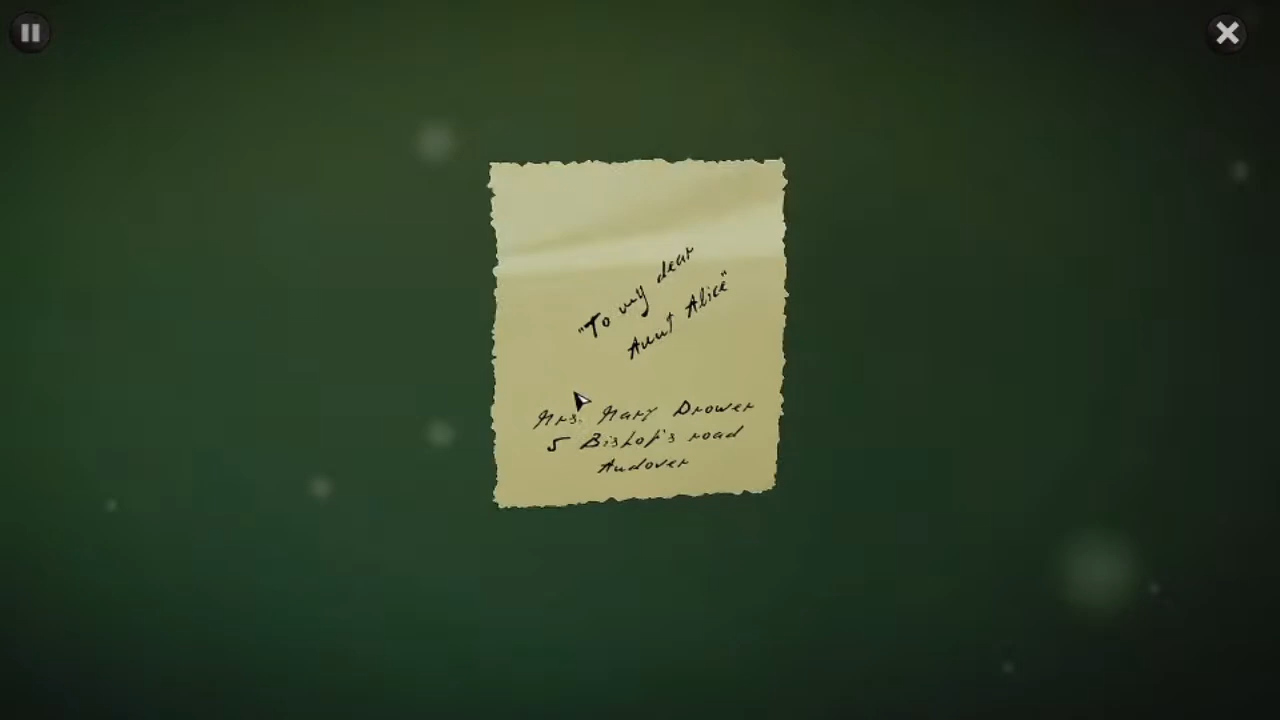 "To my dear
Aunt Alice"
Mrs. Mary Drower
5 Bishop's road
Andover